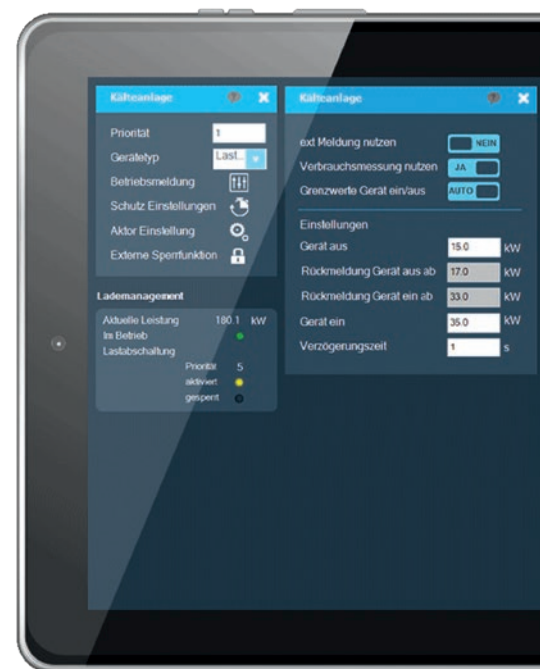 Kälteanlage
Priorität 1
Gerätetyp Last...
Betriebsmeldung
Schutz Einstellungen
Aktor Einstellung
Externe Sperrfunktion
Lademanagement
Aktuelle Leistung 180.1 kW
Im Betrieb
Lastabschaltung
Priorität 5
aktiviert
gesperrt
Kälteanlage
ext Meldung nutzen NEIN
Verbrauchsmessung nutzen JA
Grenzwerte Gerät ein/aus AUTO
Einstellungen
Gerät aus 15.0 kW
Rückmeldung Gerät aus ab 17.0 kW
Rückmeldung Gerät ein ab 33.0 kW
Gerät ein 35.0 kW
Verzögerungszeit 1 s